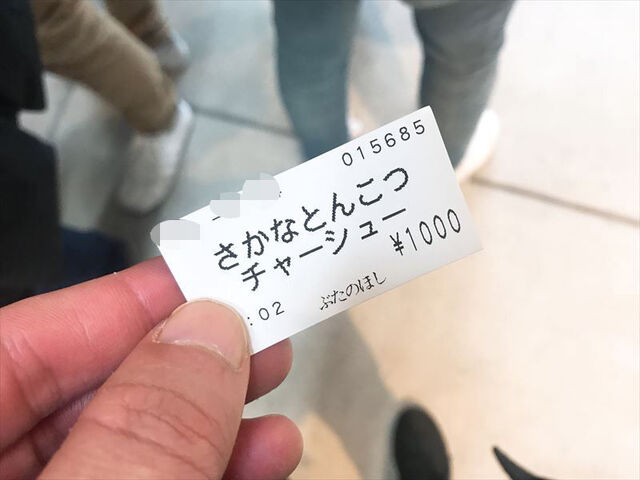 015685
さかなとんこつ
チャーシュー
¥1000
:02 ぶたのほし